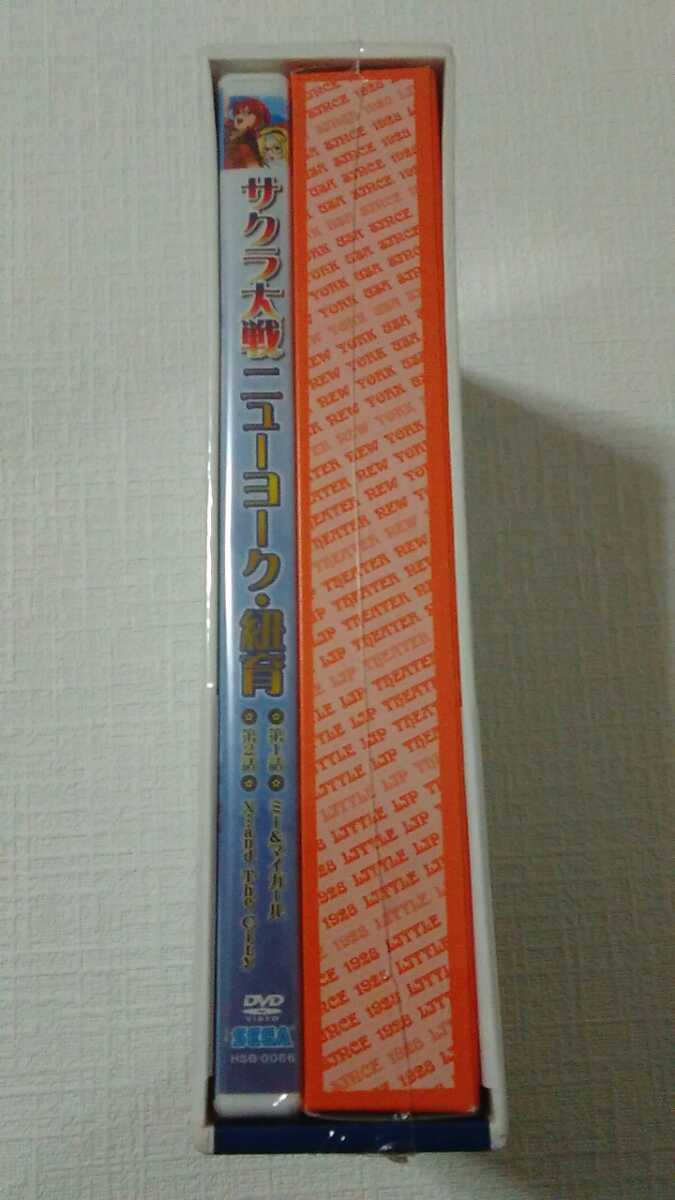 サクラ大戦 ニューヨーク・紐育
第1話 ミー&マイガール
第2話 X::and The City
DVD
VIDEO
SEGA
HSB-0066
SINCE 1928 LITTLE LIP THEATER NEW YORK USA